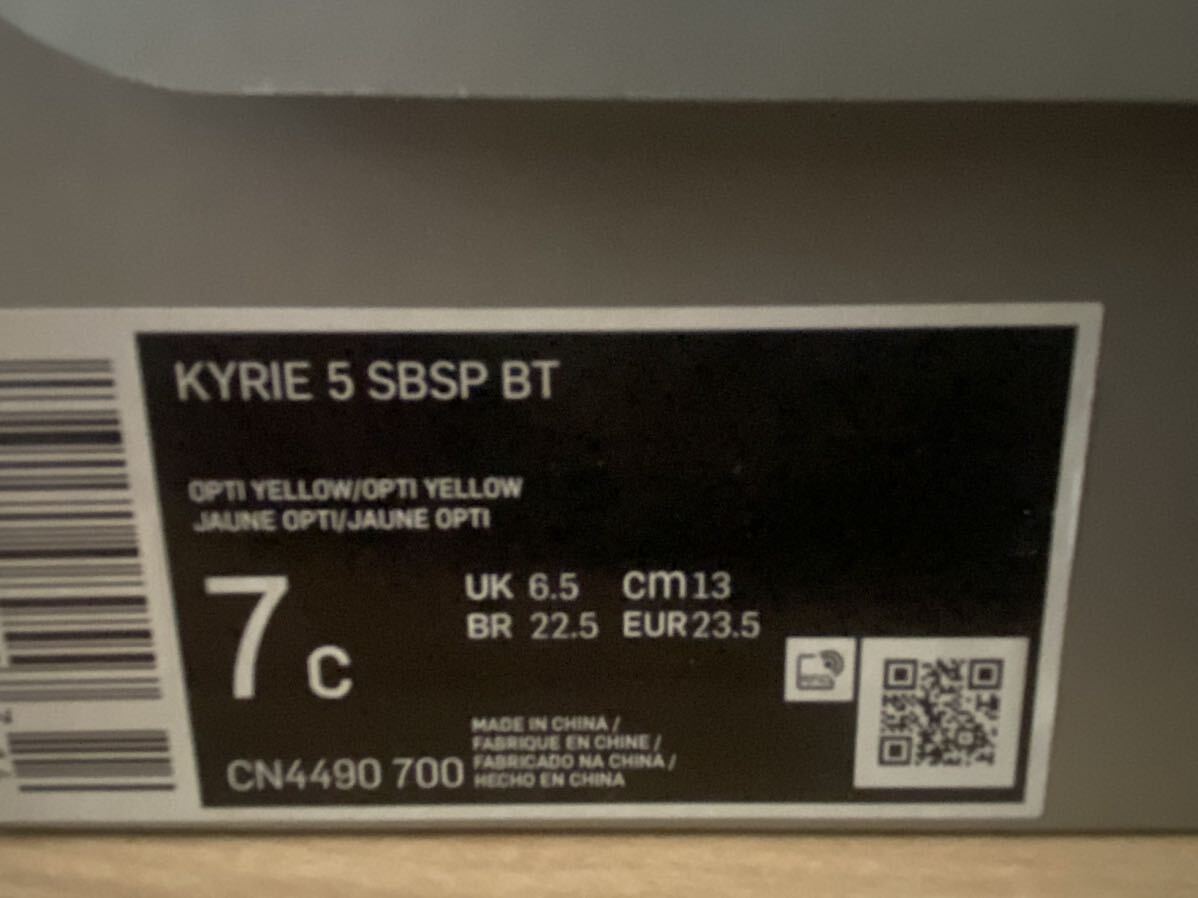 KYRIE 5 SBSP BT
OPTI YELLOW/OPTI YELLOW
JAUNE OPTI/JAUNE OPTI
7 C
UK 6.5 cm 13
BR 22.5 EUR 23.5
CN4490 700
MADE IN CHINA /
FABRIQUE EN CHINE /
FABRICADO NA CHINA /
HECHO EN CHINA